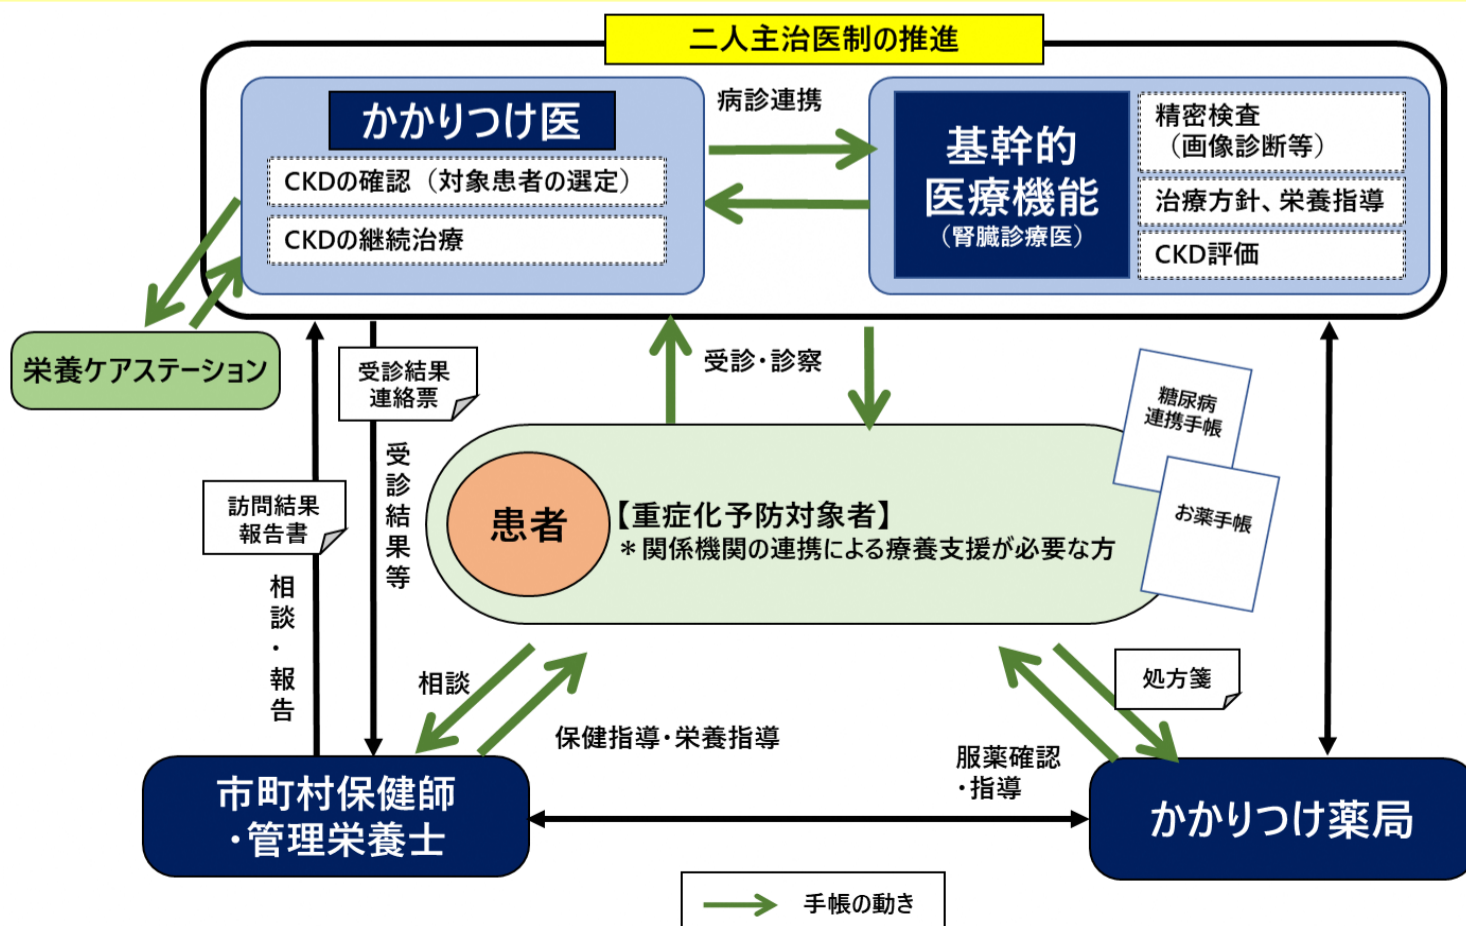 二人主治医制の推進
かかりつけ医
CKDの確認（対象患者の選定）
CKDの継続治療
病診連携
基幹的
医療機能
（腎臓診療医）
精密検査
（画像診断等）
治療方針、栄養指導
CKD評価
栄養ケアステーション
受診結果
連絡票
受診・診察
糖尿病
連携手帳
お薬手帳
受診結果等
訪問結果
報告書
相談・報告
患者
【重症化予防対象者】
＊関係機関の連携による療養支援が必要な方
相談
保健指導・栄養指導
処方箋
服薬確認
・指導
市町村保健師
・管理栄養士
かかりつけ薬局
手帳の動き